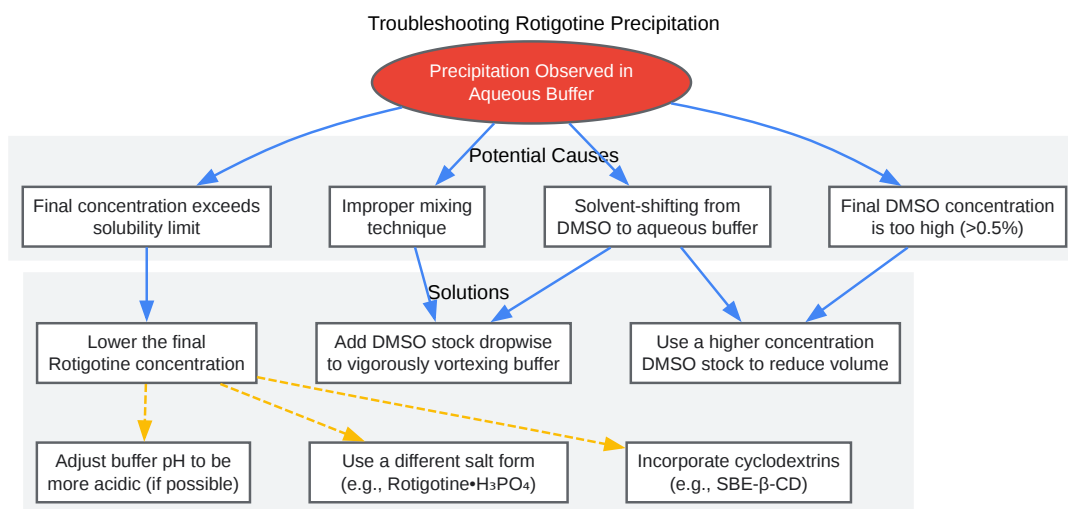 Troubleshooting Rotigotine Precipitation
Precipitation Observed in
Aqueous Buffer
Potential Causes
Final concentration exceeds
solubility limit
Improper mixing
technique
Solvent-shifting from
DMSO to aqueous buffer
Final DMSO concentration
is too high (>0.5%)
Solutions
Lower the final
Rotigotine concentration
Add DMSO stock dropwise
to vigorously vortexing buffer
Use a higher concentration
DMSO stock to reduce volume
Adjust buffer pH to be
more acidic (if possible)
Use a different salt form
(e.g., Rotigotine•H₃PO₄)
Incorporate cyclodextrins
(e.g., SBE-β-CD)